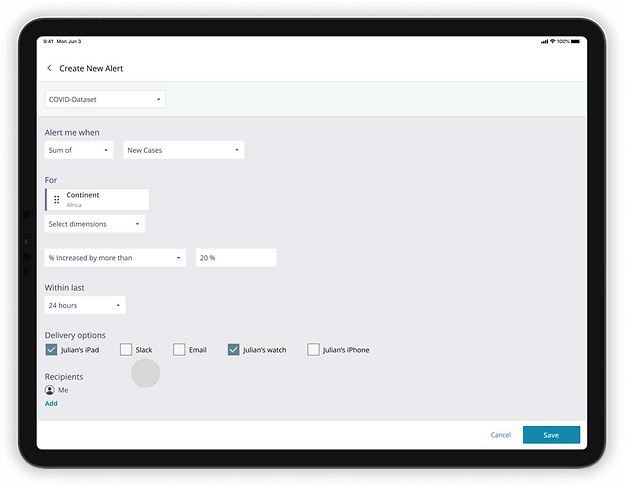 9:41 Mon Jun 3
100%
Create New Alert
COVID-Dataset
Alert me when
Sum of
New Cases
For
Continent
Africa
Select dimensions
% Increased by more than
20 %
Within last
24 hours
Delivery options
Julian's iPad
Slack
Email
Julian's watch
Julian's iPhone
Recipients
Me
Add
Cancel
Save